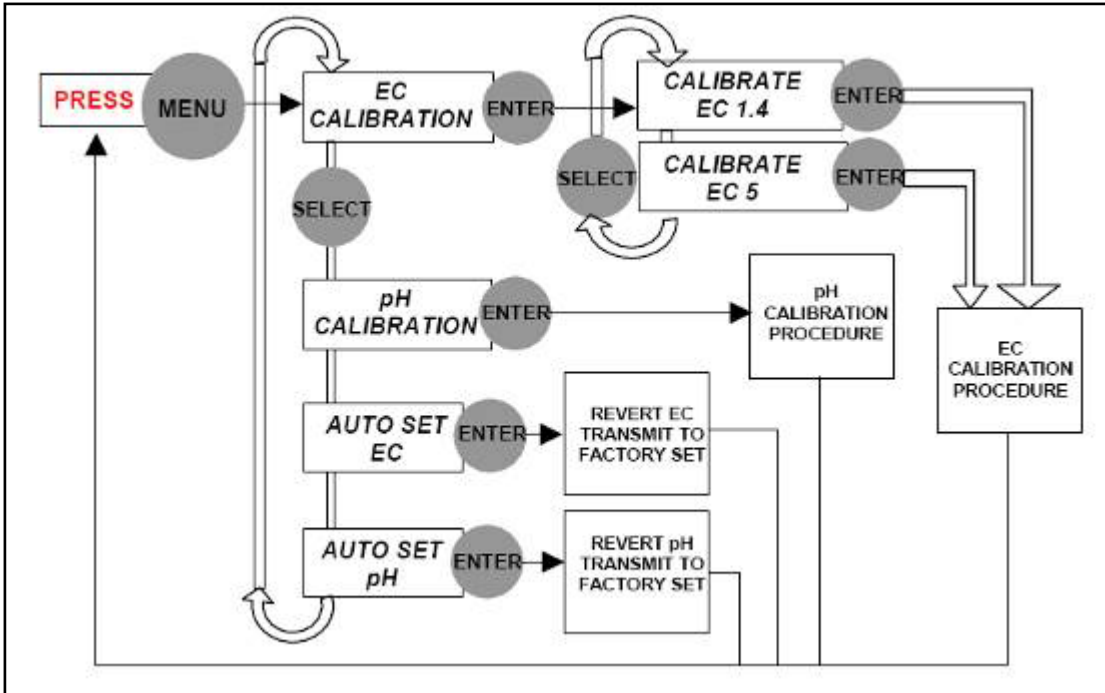 PRESS
MENU
EC
CALIBRATION
ENTER
CALIBRATE
EC 1.4
ENTER
SELECT
CALIBRATE
EC 5
ENTER
SELECT
pH
CALIBRATION
ENTER
pH
CALIBRATION
PROCEDURE
EC
CALIBRATION
PROCEDURE
AUTO SET
EC
ENTER
REVERT EC
TRANSMIT TO
FACTORY SET
AUTO SET
pH
ENTER
REVERT pH
TRANSMIT TO
FACTORY SET